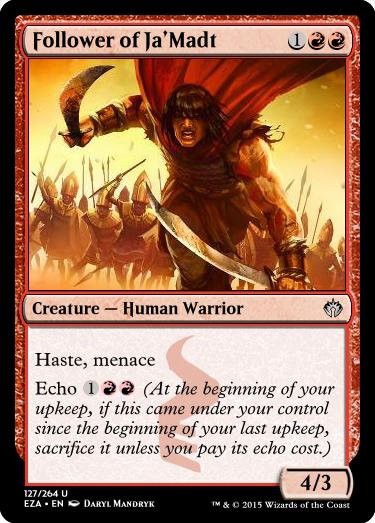 Follower of Ja'Madt 1
Creature — Human Warrior
Haste, menace
Echo 1 (At the beginning of your
upkeep, if this came under your control
since the beginning of your last upkeep,
sacrifice it unless you pay its echo cost.)
4/3
127/264 U
EZA • EN Daryl Mandryk
™ & © 2015 Wizards of the Coast